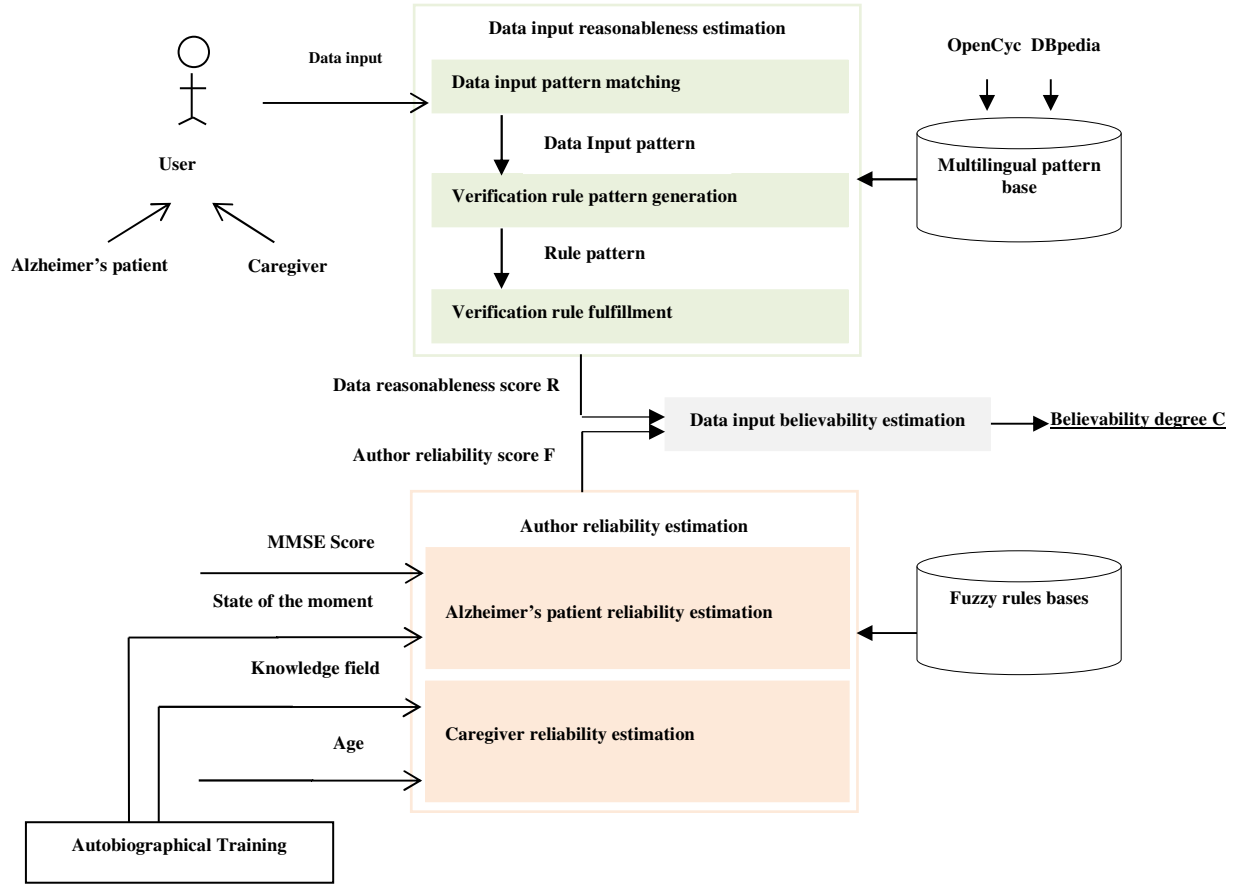 Data input reasonableness estimation
OpenCyc DBpedia
Data input
Data input pattern matching
Data Input pattern
User
Multilingual pattern
base
Verification rule pattern generation
Rule pattern
Alzheimer’s patient
Caregiver
Verification rule fulfillment
Data reasonableness score R
Data input believability estimation
Believability degree C
Author reliability score F
Author reliability estimation
MMSE Score
State of the moment
Alzheimer’s patient reliability estimation
Fuzzy rules bases
Knowledge field
Caregiver reliability estimation
Age
Autobiographical Training